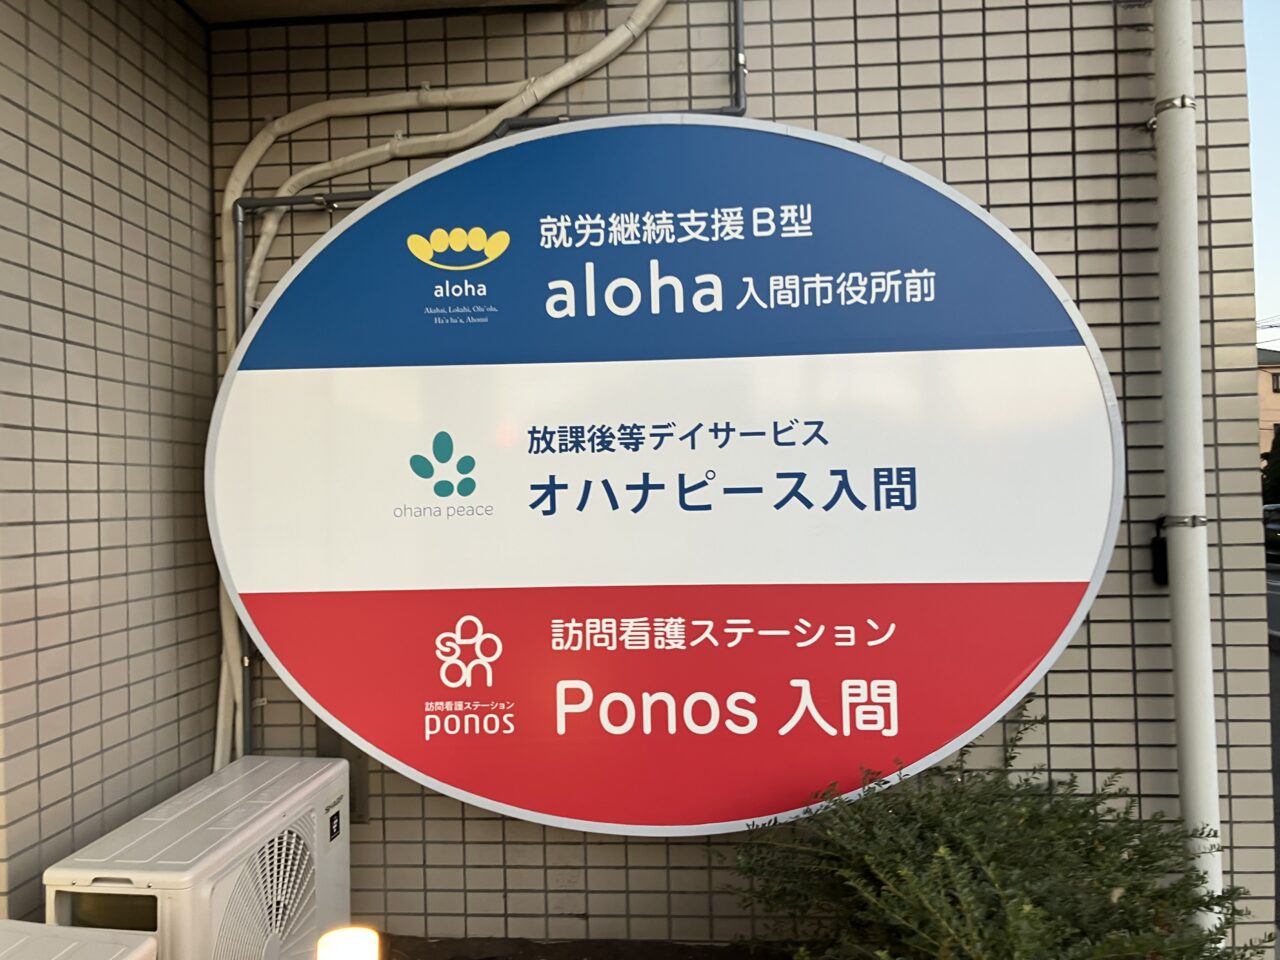 就労継続支援B型
aloha 入間市役所前
aloha
Akahai, Lokahi, Olu'olu,
Ha'a ha'a, Ahonui
放課後等デイサービス
オハナピース入間
ohana peace
訪問看護ステーション
Ponos 入間
ponos
訪問看護ステーション
ponos
SHARP